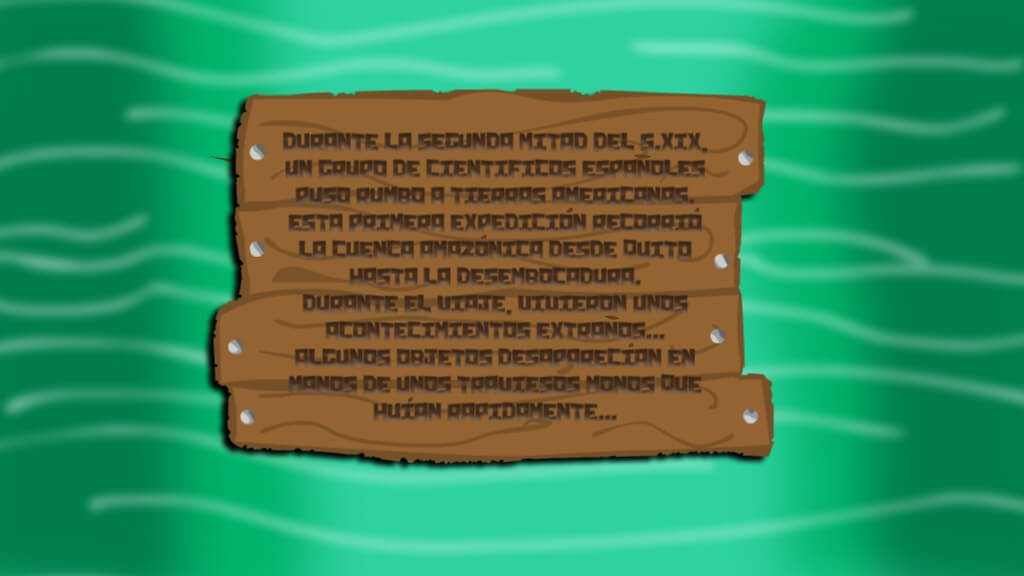 DURANTE LA SEGUNDA MITAD DEL S.XIX,
UN GRUPO DE CIENTIFICOS ESPAÑOLES
PUSO RUMBO A TIERRAS AMERICANAS.
ESTA PRIMERA EXPEDICIÓN RECORRIÓ
LA CUENCA AMAZÓNICA DESDE QUITO
HASTA LA DESEMBOCADURA.
DURANTE EL VIAJE, VIVIERON UNOS
ACONTECIMIENTOS EXTRAÑOS...
ALGUNOS OBJETOS DESAPARECÍAN EN
MANOS DE UNOS TRAVIESOS MONOS QUE
HUÍAN RAPIDAMENTE...